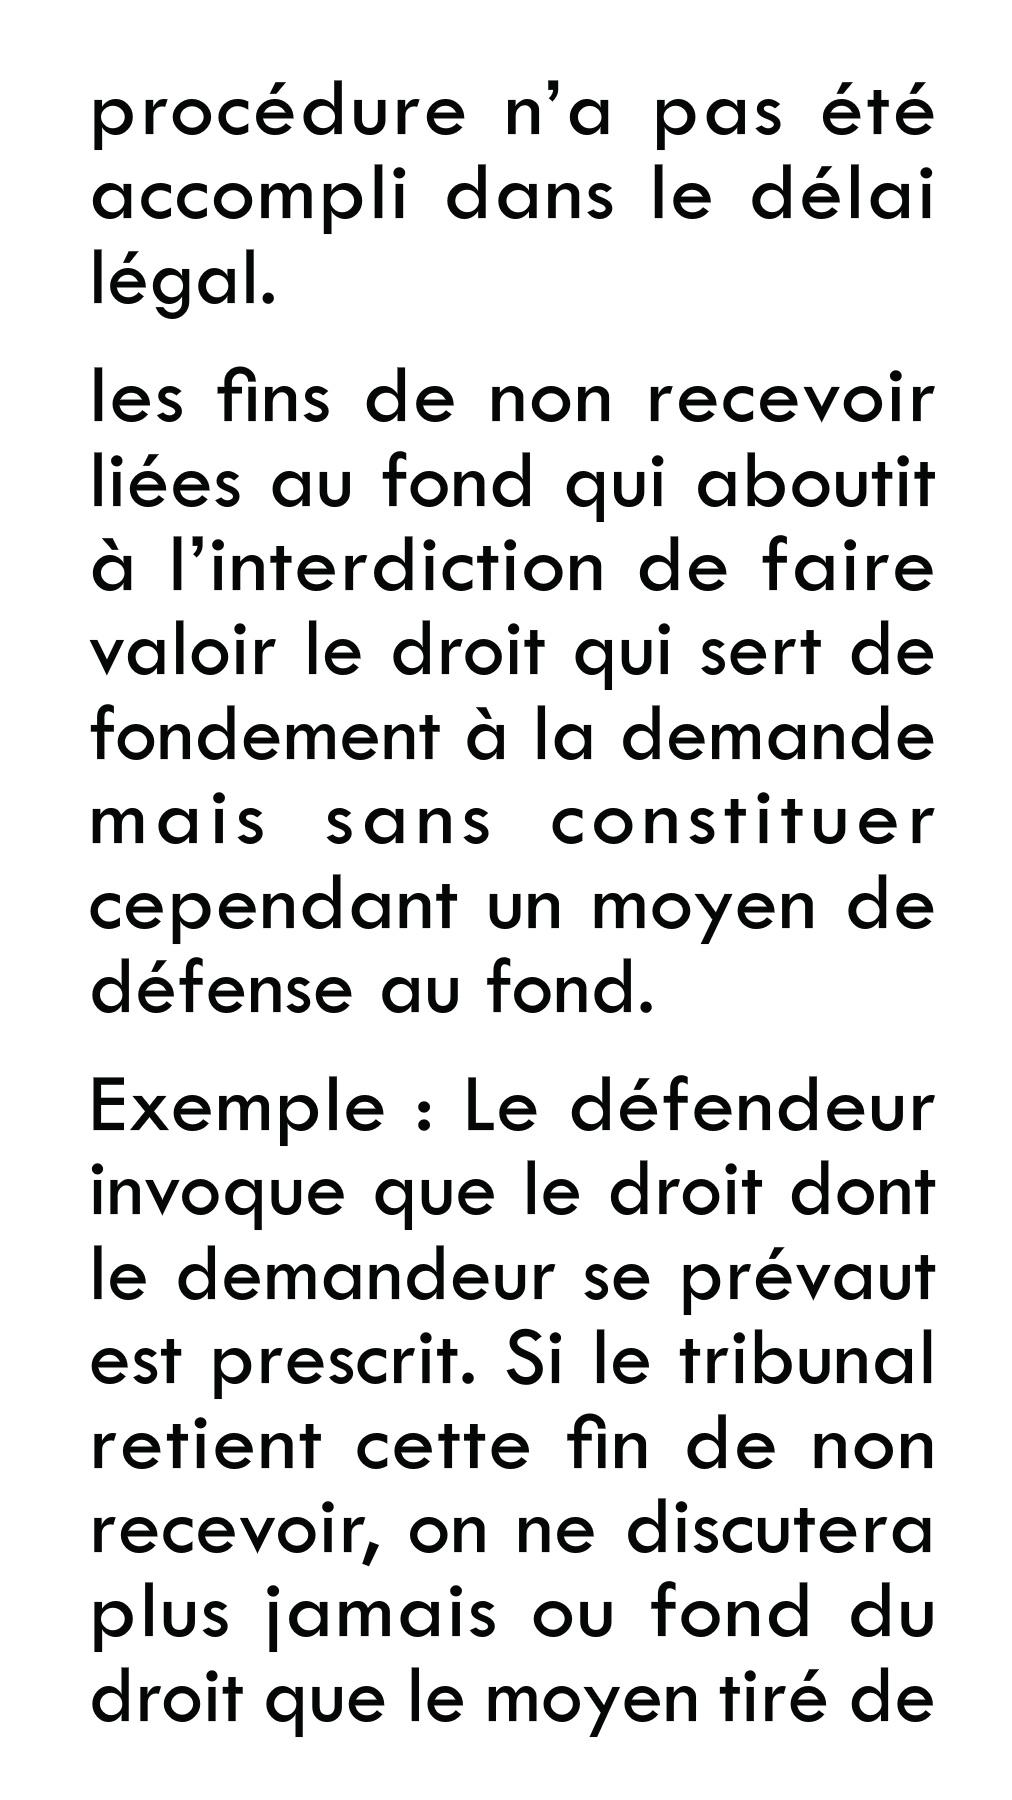 procédure n’a pas été
accompli dans le délai
légal.
les fins de non recevoir
liées au fond qui aboutit
à l’interdiction de faire
valoir le droit qui sert de
fondement à la demande
mais sans constituer
cependant un moyen de
défense au fond.
Exemple : Le défendeur
invoque que le droit dont
le demandeur se prévaut
est prescrit. Si le tribunal
retient cette fin de non
recevoir, on ne discutera
plus jamais ou fond du
droit que le moyen tiré de